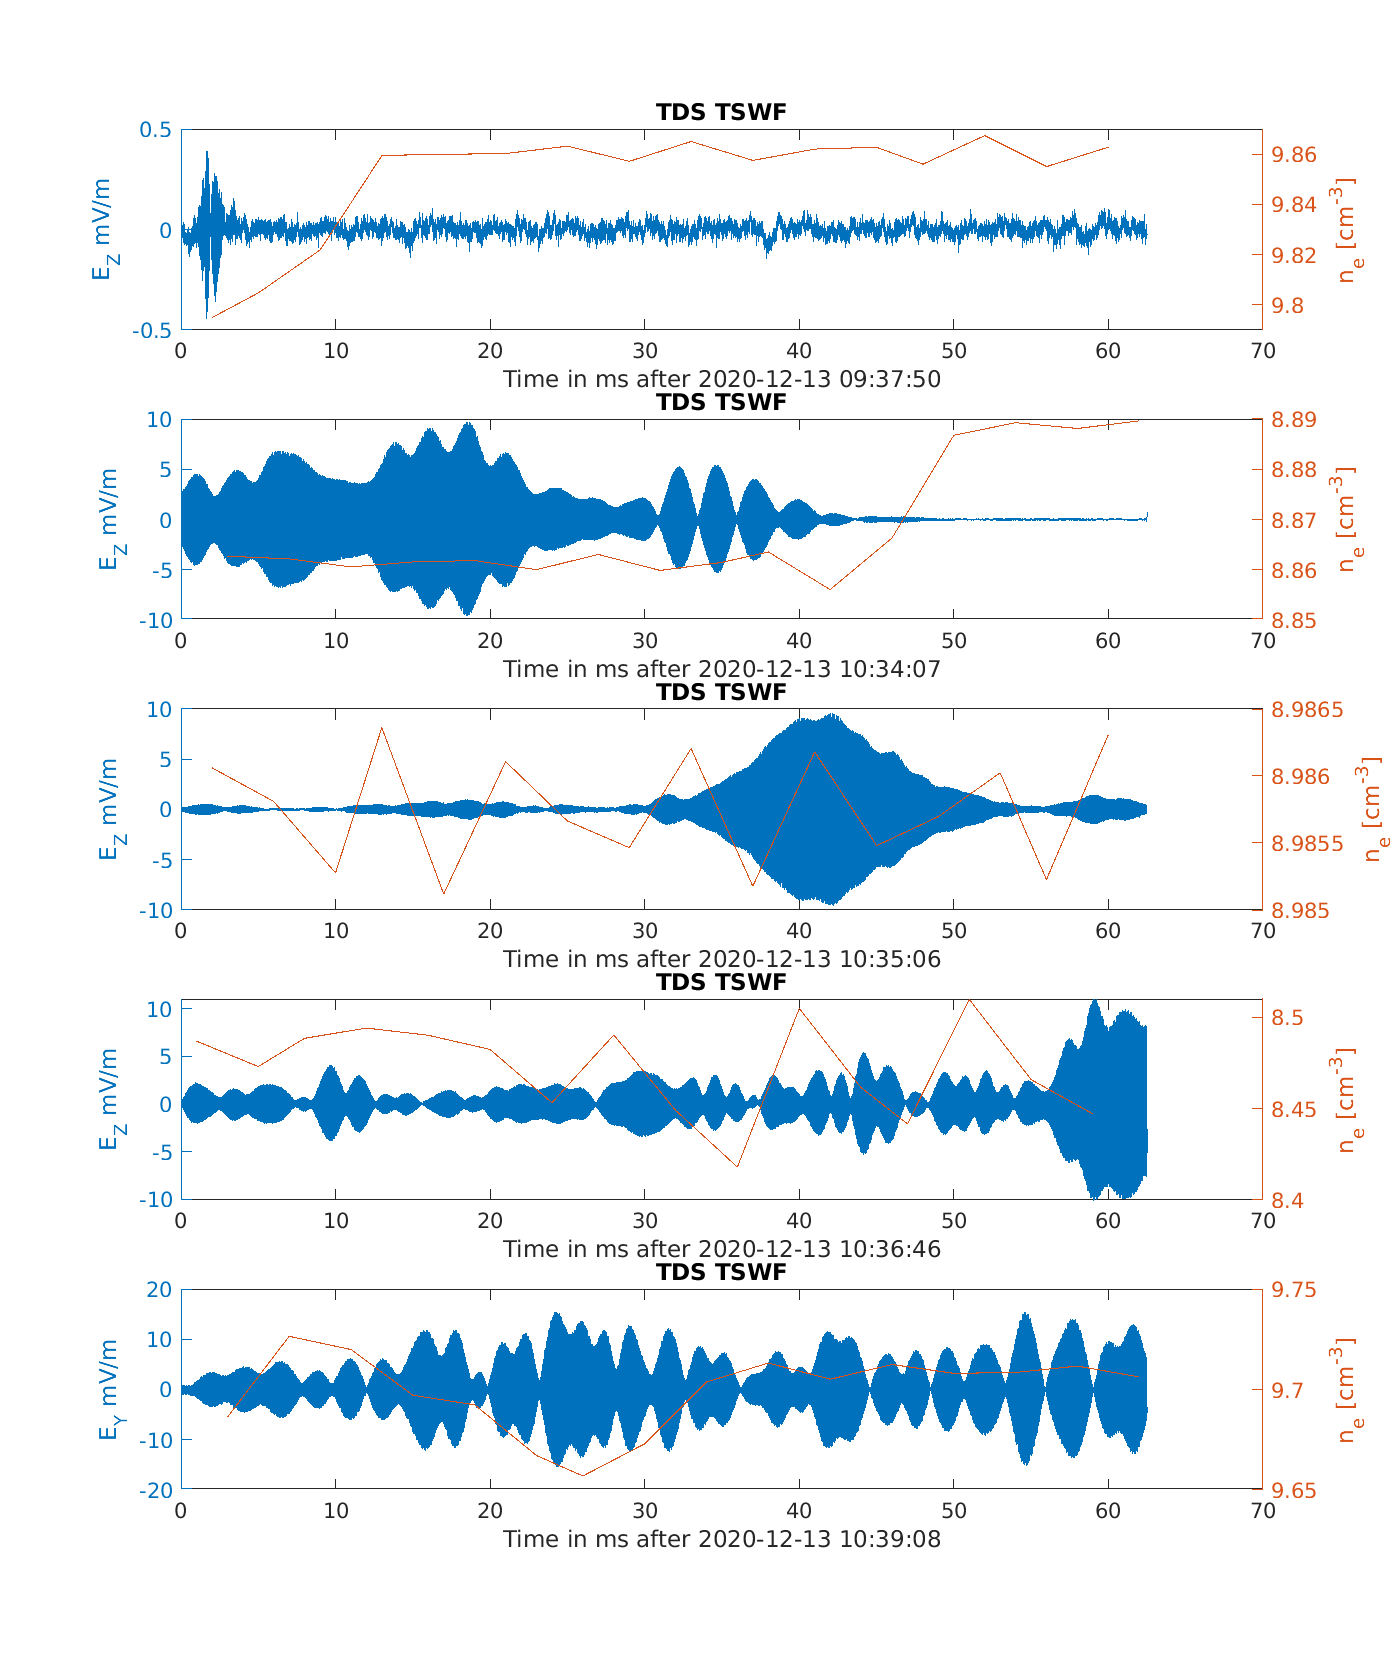 TDS TSWF
0.5
0
-0.5
E_Z mV/m
9.86
9.84
9.82
9.8
n_e [cm^-3]
0 10 20 30 40 50 60 70
Time in ms after 2020-12-13 09:37:50
TDS TSWF
10
5
0
-5
-10
E_Z mV/m
8.89
8.88
8.87
8.86
8.85
n_e [cm^-3]
0 10 20 30 40 50 60 70
Time in ms after 2020-12-13 10:34:07
TDS TSWF
10
5
0
-5
-10
E_Z mV/m
8.9865
8.986
8.9855
8.985
n_e [cm^-3]
0 10 20 30 40 50 60 70
Time in ms after 2020-12-13 10:35:06
TDS TSWF
10
5
0
-5
-10
E_Z mV/m
8.5
8.45
8.4
n_e [cm^-3]
0 10 20 30 40 50 60 70
Time in ms after 2020-12-13 10:36:46
TDS TSWF
20
10
0
-10
-20
E_Y mV/m
9.75
9.7
9.65
n_e [cm^-3]
0 10 20 30 40 50 60 70
Time in ms after 2020-12-13 10:39:08